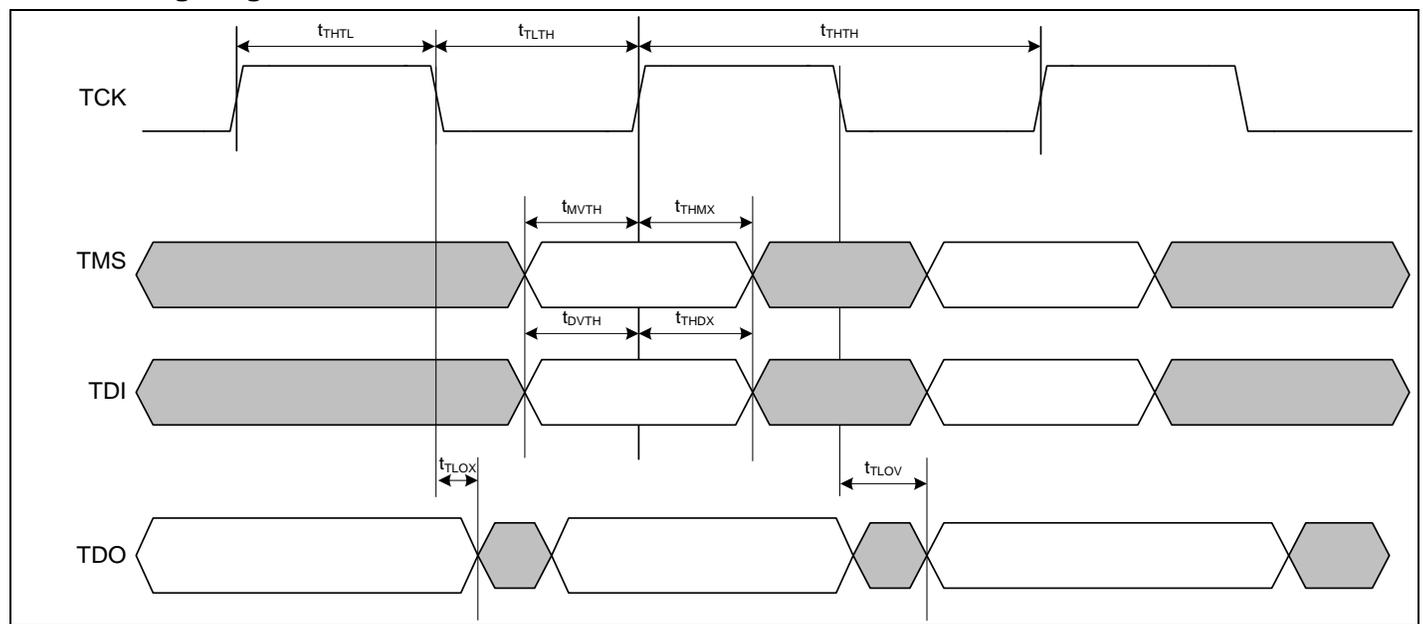 tTHTL tTLTH tTHTH
TCK
tMVTH tTHMX
TMS
tDVTH tTHDX
TDI
tTLOX tTLOV
TDO